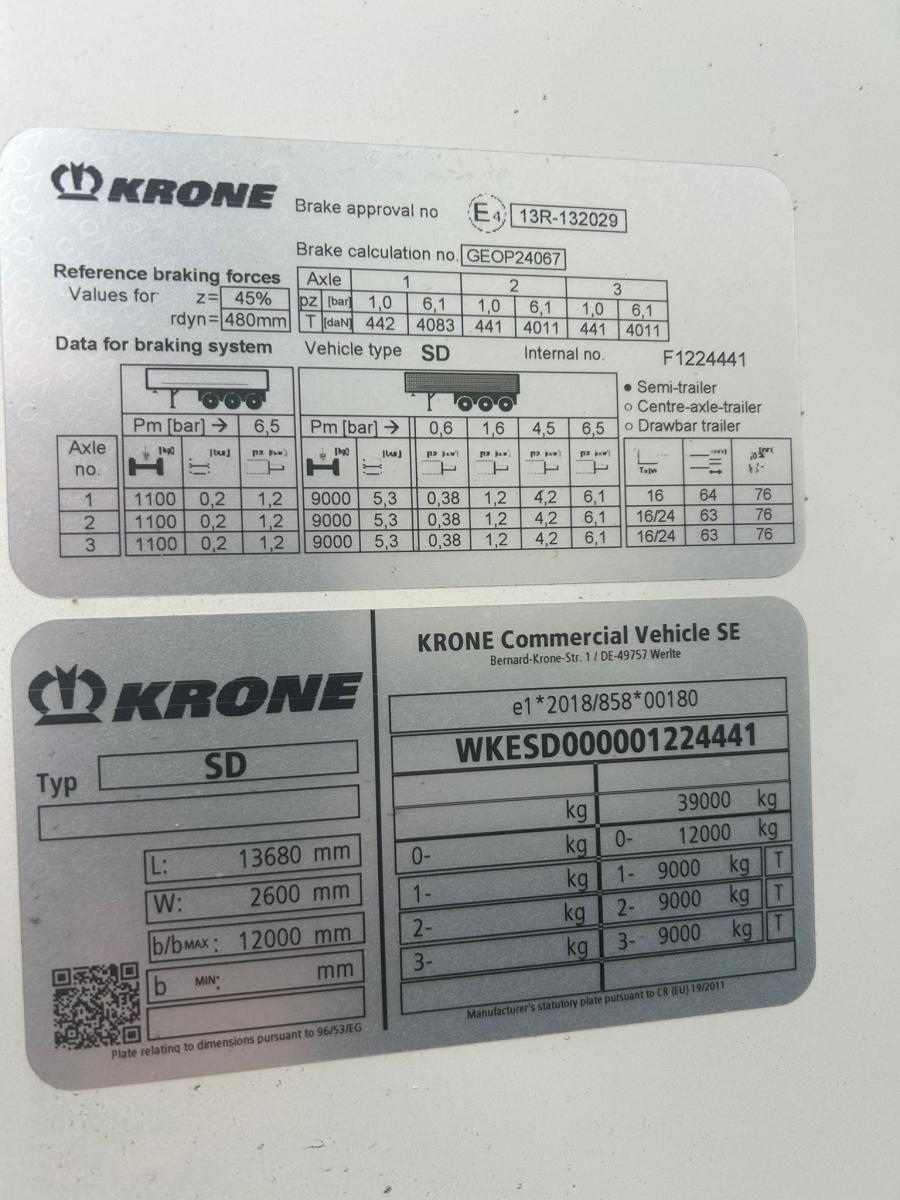 KRONE
Brake approval no E4 13R-132029
Brake calculation no. GEOP24067
Reference braking forces
Values for z= 45%
rdyn= 480mm
Axle 1 2 3
pz [bar] 1,0 6,1 1,0 6,1 1,0 6,1
T [daN] 442 4083 441 4011 441 4011
Data for braking system Vehicle type SD Internal no. F1224441
● Semi-trailer
○ Centre-axle-trailer
○ Drawbar trailer
Pm [bar] → 6,5 Pm [bar] → 0,6 1,6 4,5 6,5
Axle no.
1 1100 0,2 1,2 9000 5,3 0,38 1,2 4,2 6,1 16 64 76
2 1100 0,2 1,2 9000 5,3 0,38 1,2 4,2 6,1 16/24 63 76
3 1100 0,2 1,2 9000 5,3 0,38 1,2 4,2 6,1 16/24 63 76
KRONE
Typ SD
L: 13680 mm
W: 2600 mm
b/b MAX: 12000 mm
b MIN: mm
Plate relating to dimensions pursuant to 96/53/EG
KRONE Commercial Vehicle SE
Bernard-Krone-Str. 1 / DE-49757 Werlte
e1*2018/858*00180
WKESD000001224441
kg 39000 kg
0- kg 0- 12000 kg
1- kg 1- 9000 kg T
2- kg 2- 9000 kg T
3- kg 3- 9000 kg T
Manufacturer's statutory plate pursuant to CR (EU) 19/2011